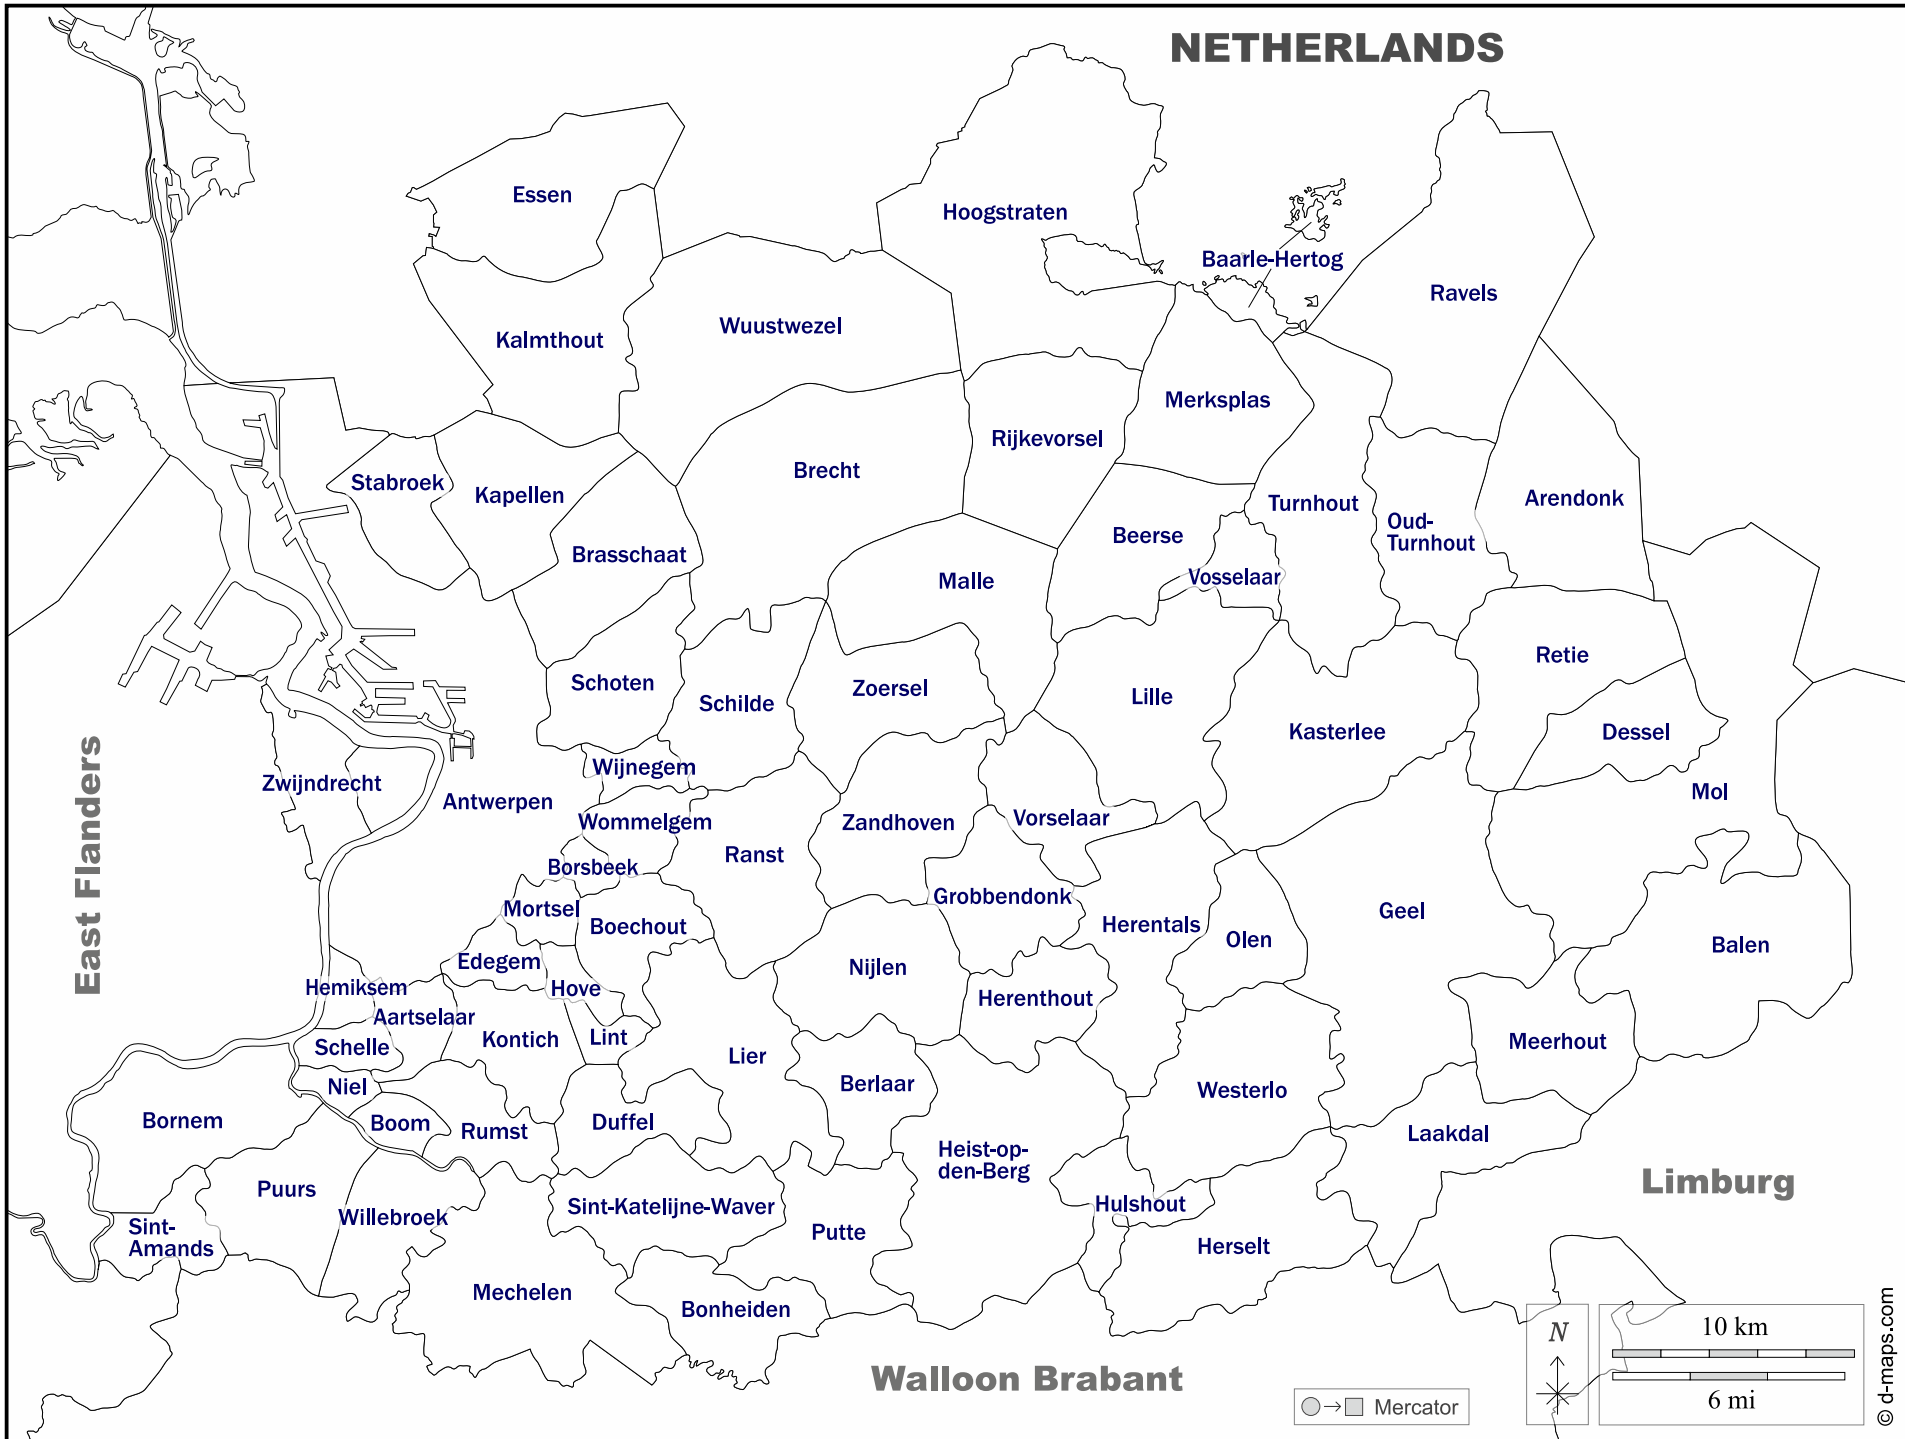 NETHERLANDS
Essen
Hoogstraten
Baarle-Hertog
Ravels
Kalmthout
Wuustwezel
Merksplas
Rijkevorsel
Brecht
Stabroek
Kapellen
Turnhout
Arendonk
Oud-
Turnhout
Beerse
Brasschaat
Vosselaar
Malle
Retie
Schoten
Schilde
Zoersel
Lille
Kasterlee
Dessel
Wijnegem
Zwijndrecht
Antwerpen
Mol
Wommelgem
Zandhoven
Vorselaar
Ranst
Borsbeek
East Flanders
Grobbendonk
Mortsel
Boechout
Herentals
Olen
Geel
Balen
Edegem
Nijlen
Hemiksem
Hove
Herenthout
Aartselaar
Kontich
Lint
Schelle
Lier
Meerhout
Niel
Berlaar
Westerlo
Bornem
Boom
Rumst
Duffel
Laakdal
Heist-op-
den-Berg
Puurs
Limburg
Willebroek
Sint-Katelijne-Waver
Hulshout
Sint-
Amands
Putte
Herselt
Mechelen
Bonheiden
Walloon Brabant
Mercator
N
10 km
6 mi
© d-maps.com